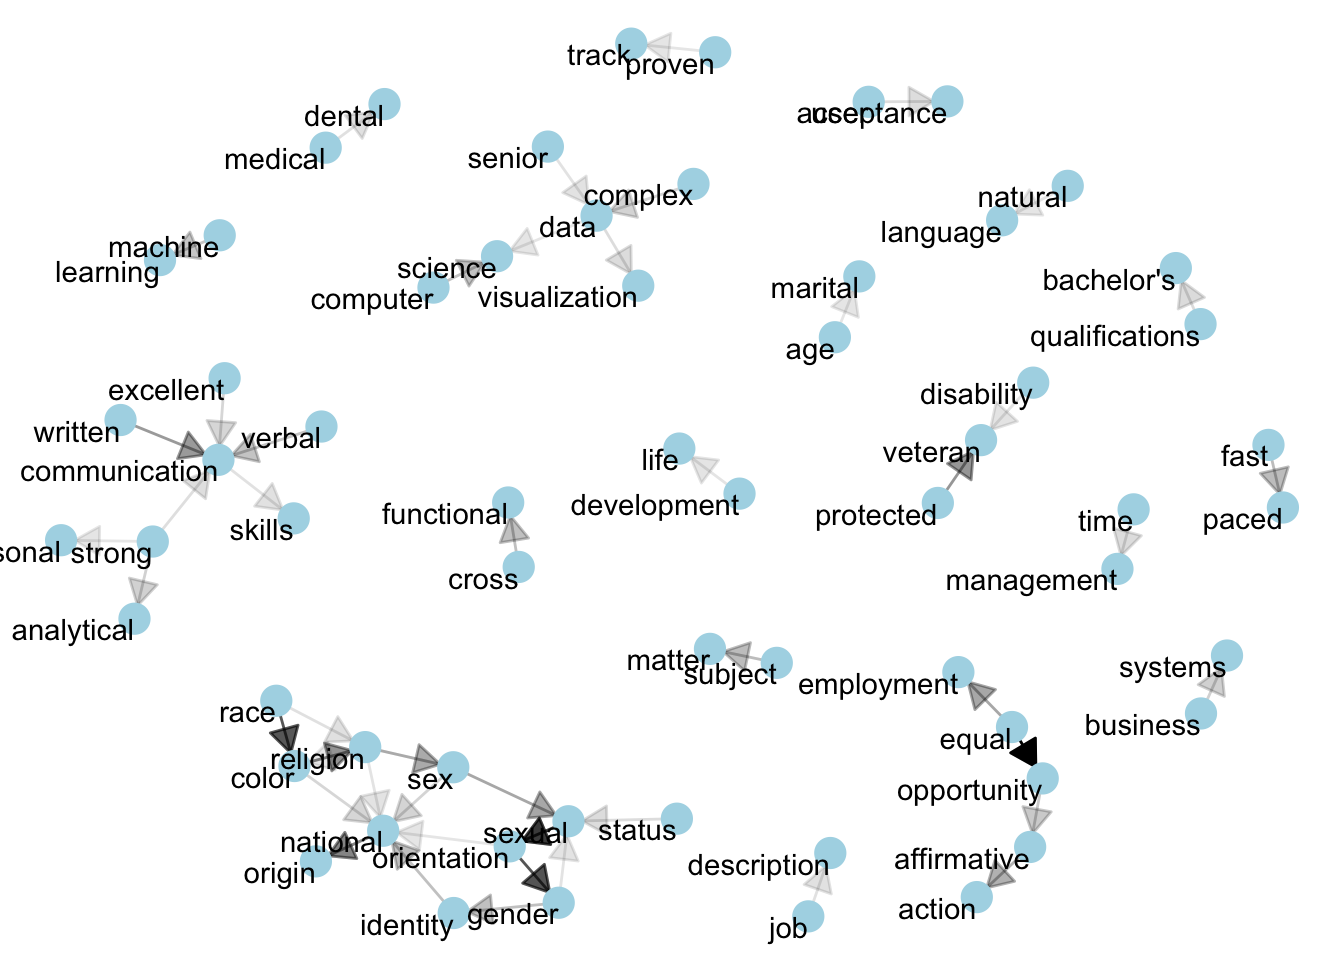 track
proven
acceptance
dental
medical
senior
complex
data
natural
language
machine
learning
science
computer
visualization
marital
age
bachelor's
qualifications
excellent
written
verbal
communication
disability
veteran
protected
life
development
fast
paced
functional
cross
skills
sonal
strong
analytical
time
management
matter
subject
employment
systems
business
equal
opportunity
race
religion
color
sex
national
origin
sexual
orientation
status
identity
gender
description
job
affirmative
action